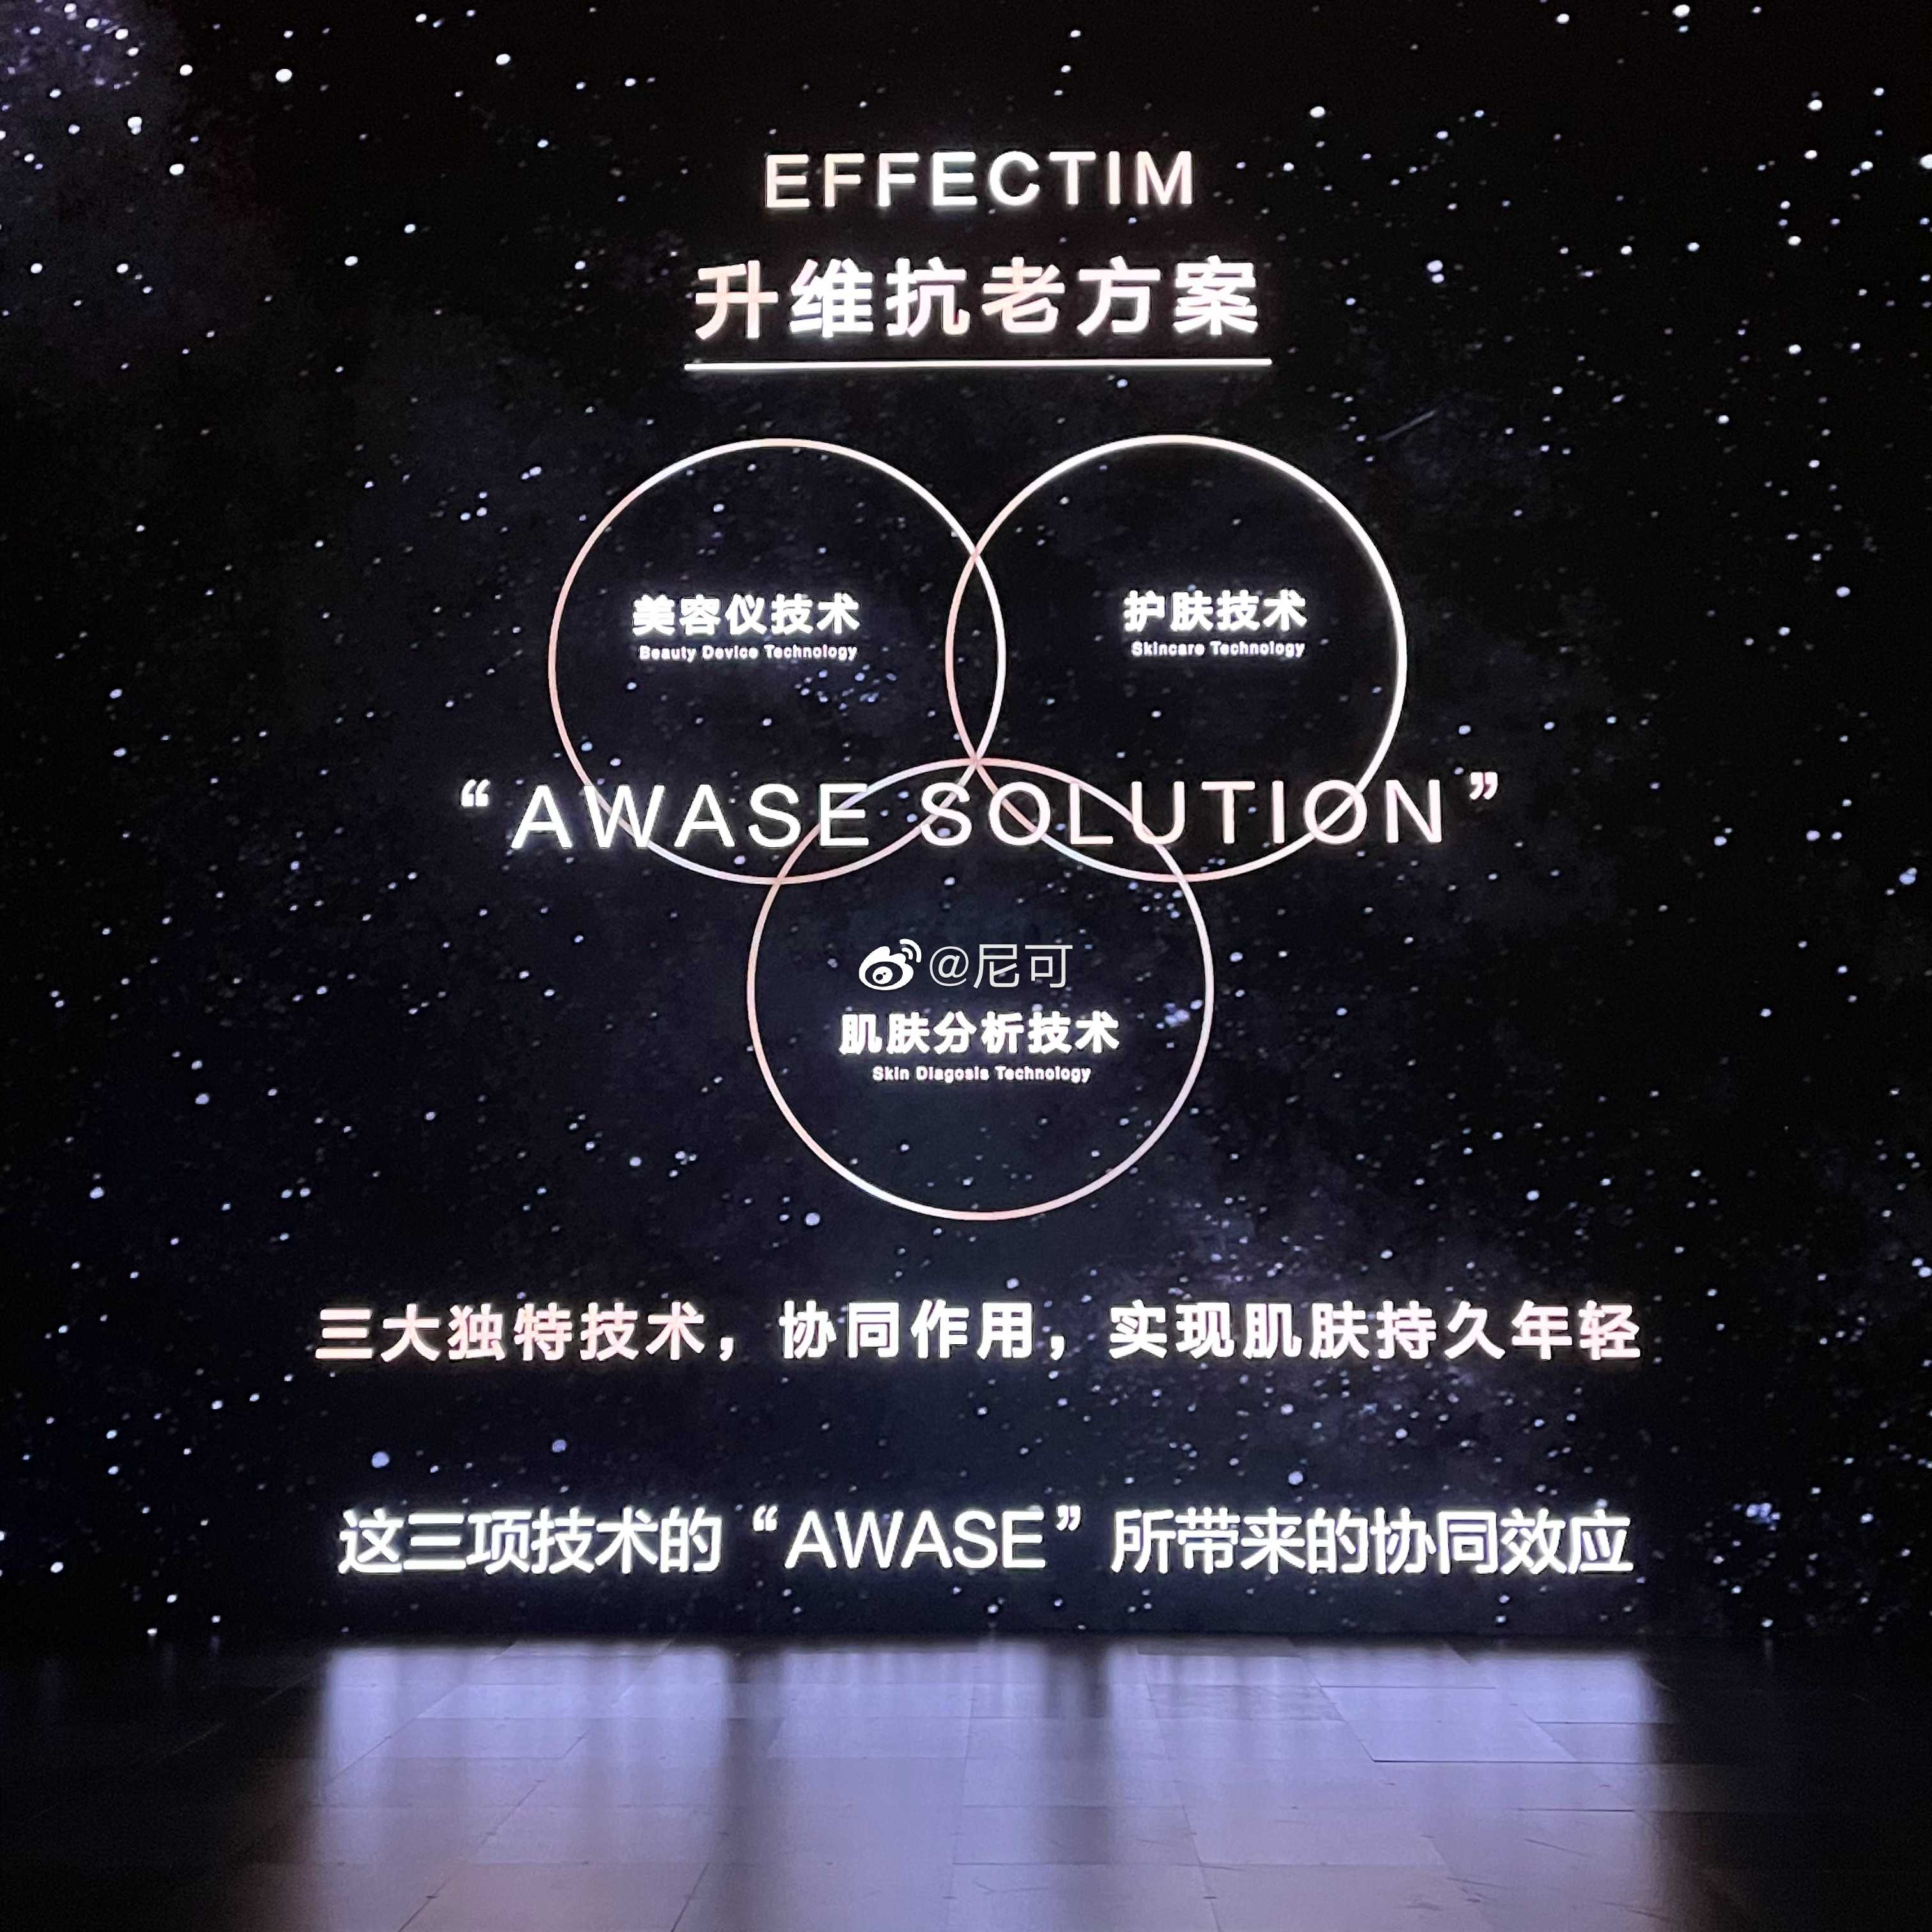 EFFECTIM
升维抗老方案
美容仪技术
Beauty Device Technology
护肤技术
Skincare Technology
“AWASE SOLUTION”
@尼可
肌肤分析技术
Skin Diagosis Technology
三大独特技术，协同作用，实现肌肤持久年轻
这三项技术的“AWASE”所带来的协同效应